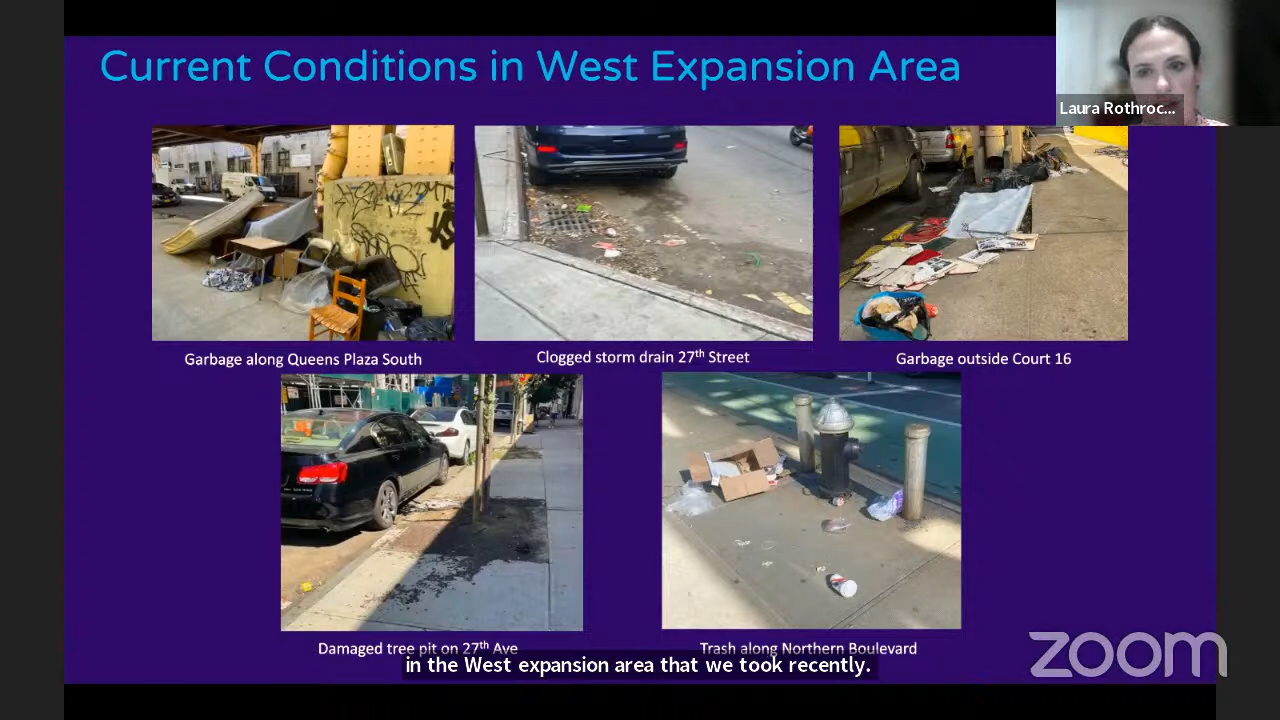 Current Conditions in West Expansion Area
Laura Rothroc...
Garbage along Queens Plaza South
Clogged storm drain 27th Street
Garbage outside Court 16
Damaged tree pit on 27th Ave
Trash along Northern Boulevard
in the West expansion area that we took recently.
zoom